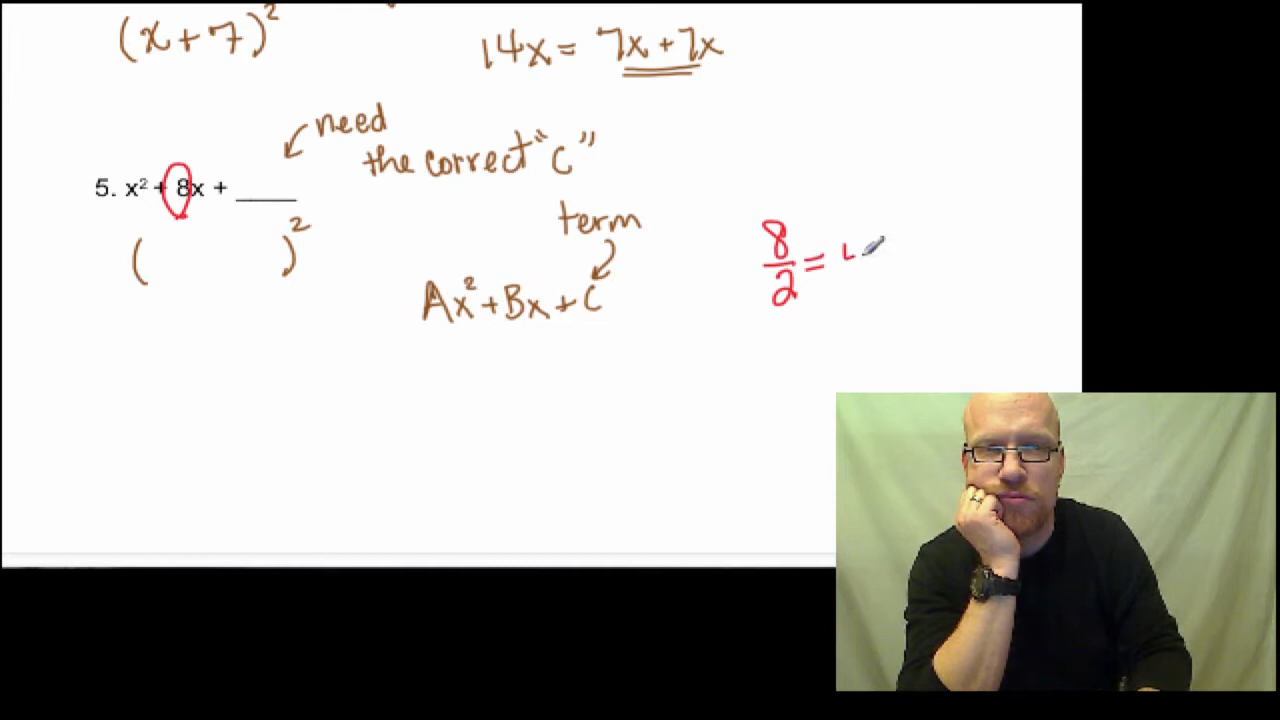 (x+7)²
14x = 7x + 7x
need
the correct "C"
term
5. x² + 8x + ____
( )²
Ax² + Bx + C
8/2 =